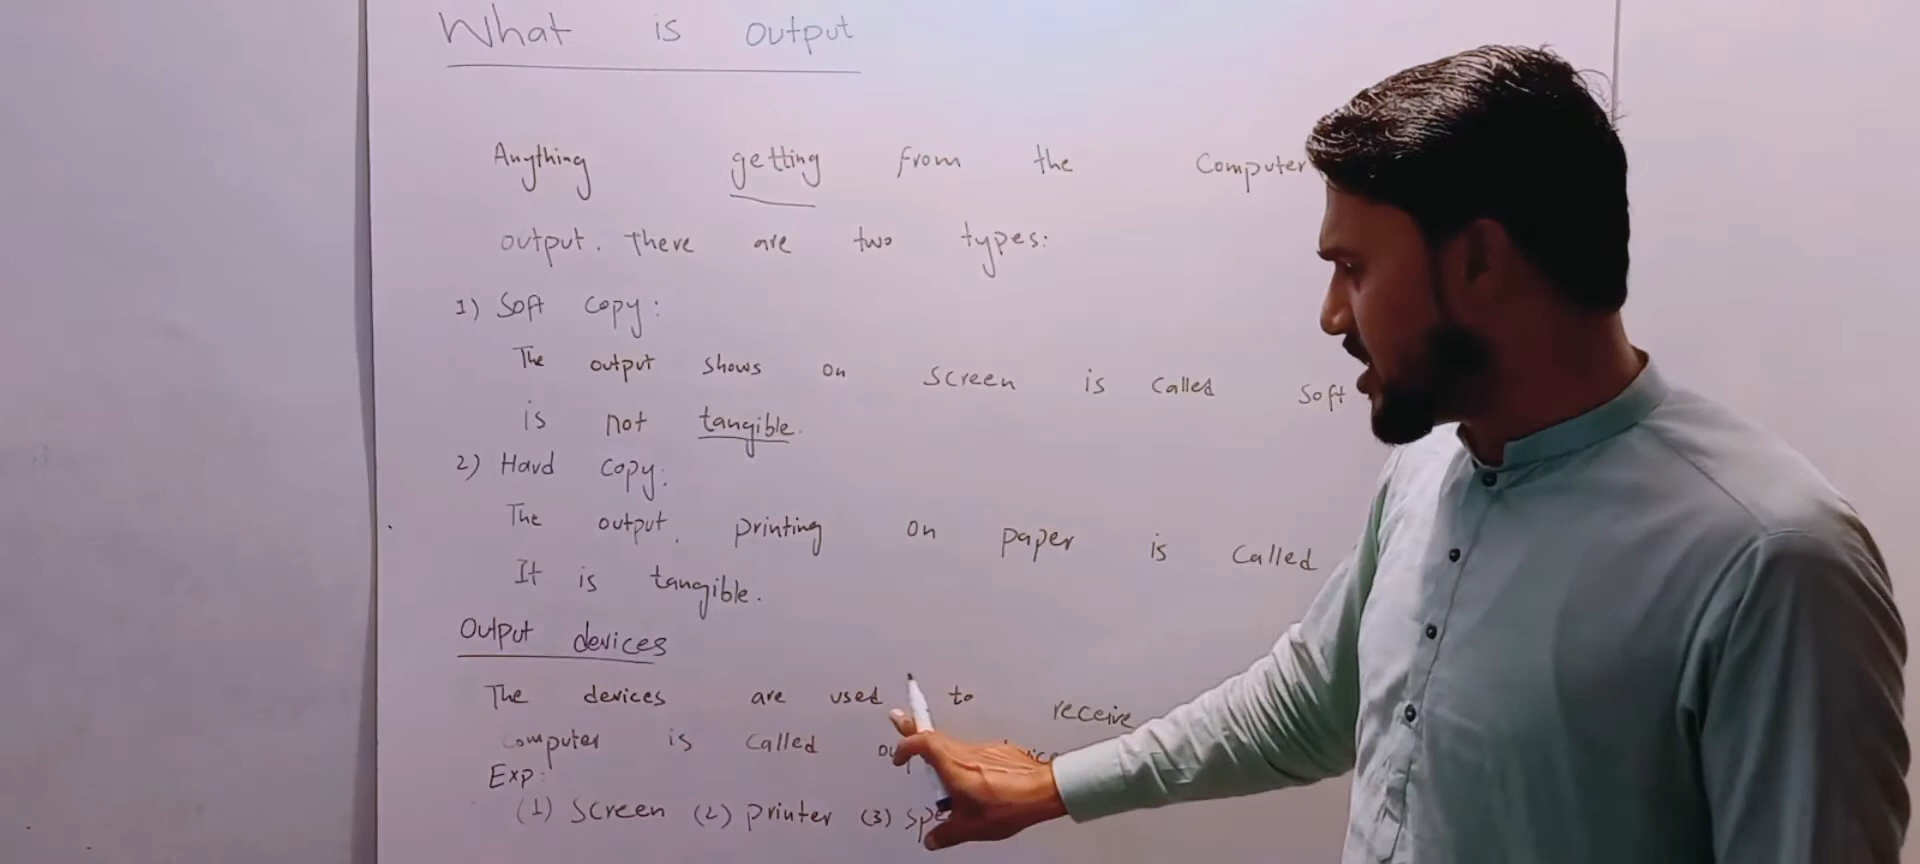 What is output
Anything getting from the Computer
output. There are two types:
1) Soft copy:
The output shows on screen is called Soft
is not tangible.
2) Hard copy:
The output printing on paper is called
It is tangible.
Output devices
The devices are used to receive
computer is called
Exp:
(1) Screen (2) printer (3)